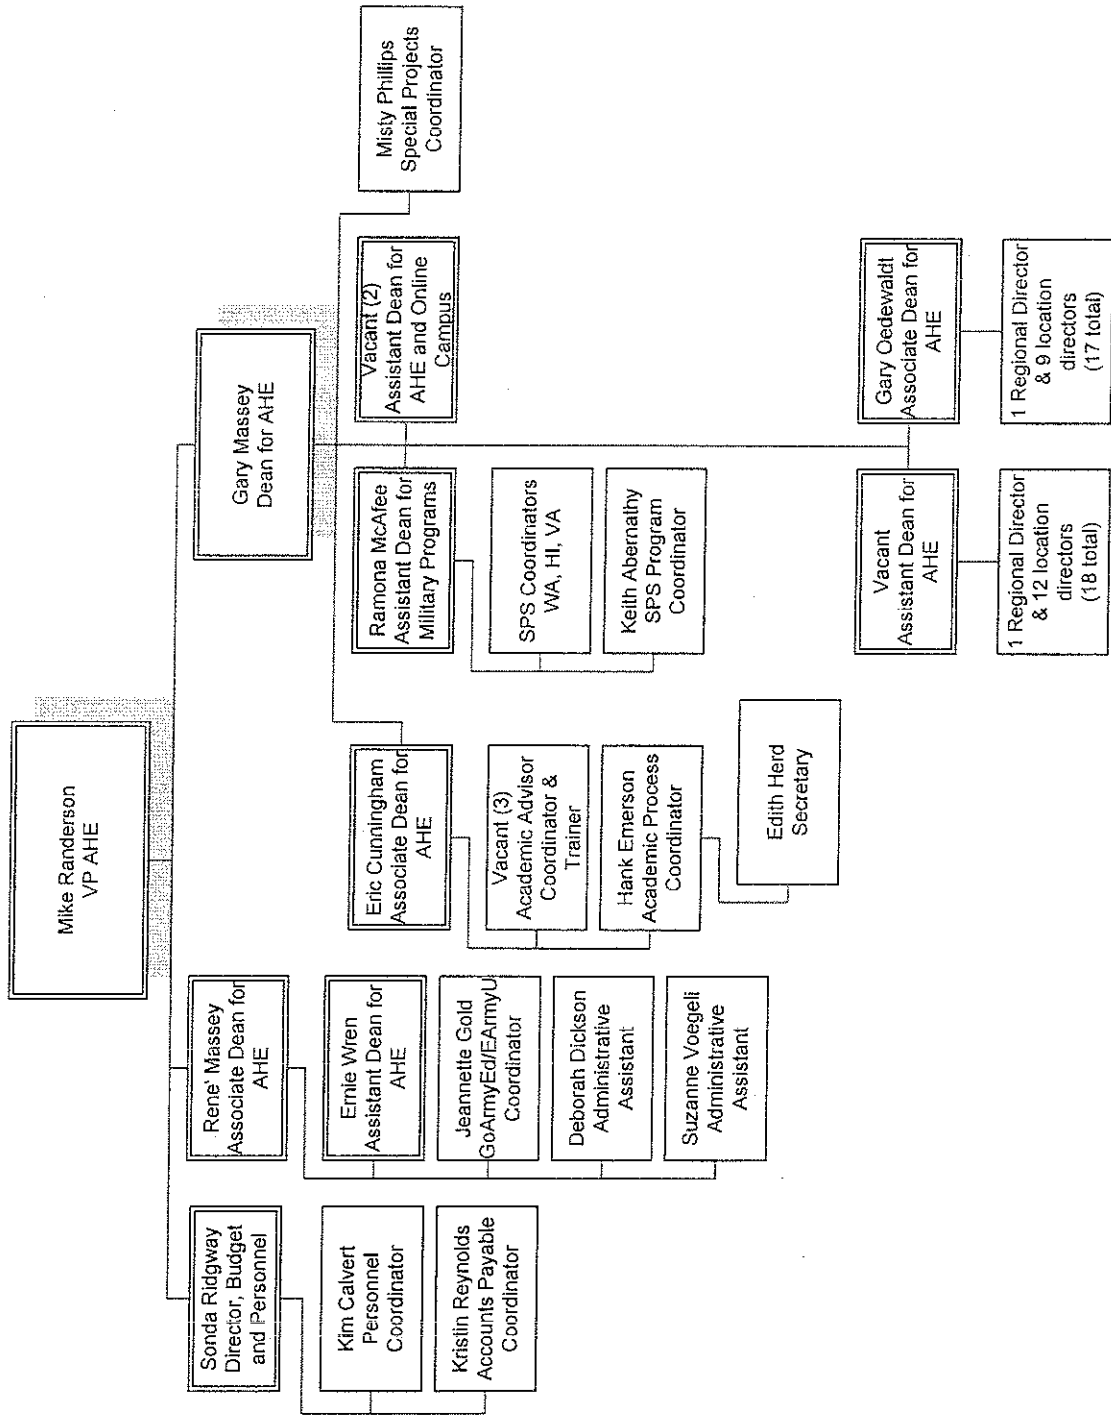 Mike Randerson
VP AHE
Sonda Ridgway
Director, Budget
and Personnel
Kim Calvert
Personnel
Coordinator
Kristin Reynolds
Accounts Payable
Coordinator
Rene' Massey
Associate Dean for
AHE
Ernie Wren
Assistant Dean for
AHE
Jeannette Gold
GoArmyEd/EArmyU
Coordinator
Deborah Dickson
Administrative
Assistant
Suzanne Voegeli
Administrative
Assistant
Gary Massey
Dean for AHE
Eric Cunningham
Associate Dean for
AHE
Vacant (3)
Academic Advisor
Coordinator &
Trainer
Hank Emerson
Academic Process
Coordinator
Edith Herd
Secretary
Ramona McAfee
Assistant Dean for
Military Programs
SPS Coordinators
WA, HI, VA
Keith Abernathy
SPS Program
Coordinator
Vacant (2)
Assistant Dean for
AHE and Online
Campus
Misty Phillips
Special Projects
Coordinator
Vacant
Assistant Dean for
AHE
1 Regional Director
& 12 location
directors
(18 total)
Gary Oedewaldt
Associate Dean for
AHE
1 Regional Director
& 9 location
directors
(17 total)